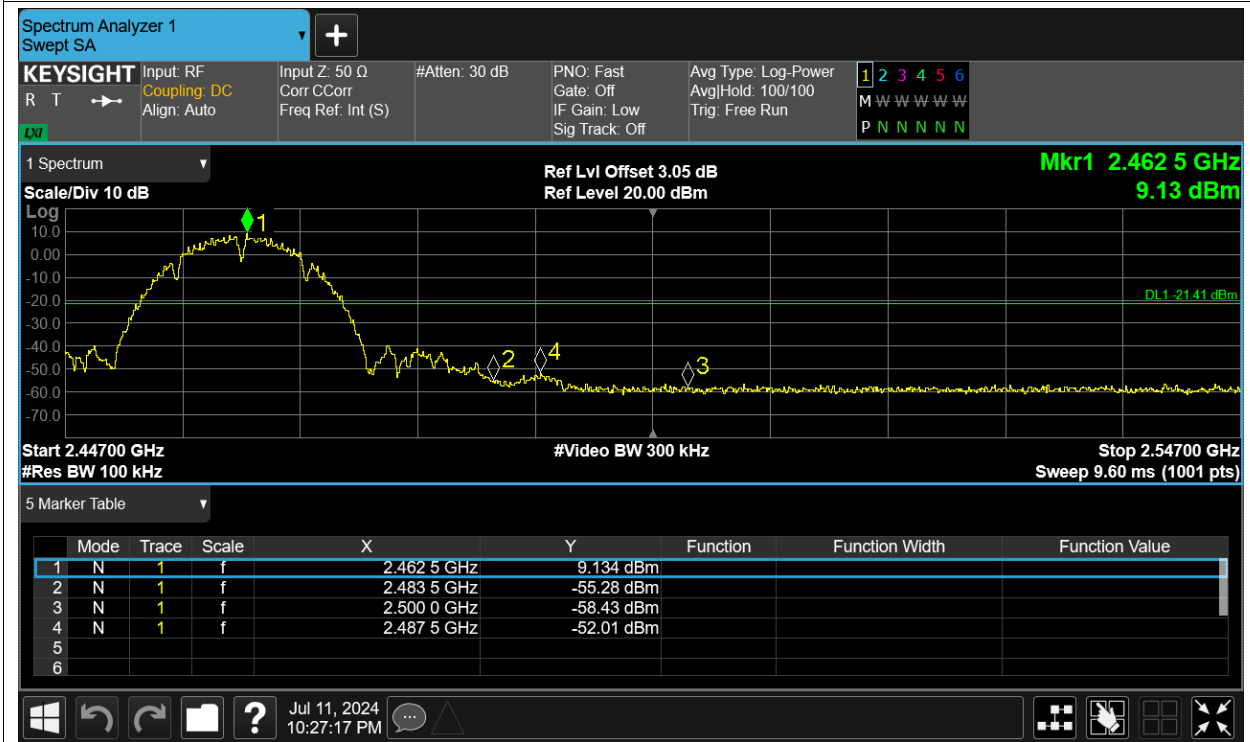 Spectrum Analyzer 1
Swept SA
+
KEYSIGHT Input: RF Input Z: 50 Ω #Atten: 30 dB PNO: Fast Avg Type: Log-Power 1 2 3 4 5 6
R T Coupling: DC Corr CCorr Gate: Off Avg|Hold: 100/100 M W W W W W
Align: Auto Freq Ref: Int (S) IF Gain: Low Trig: Free Run
LXI Sig Track: Off P N N N N N
1 Spectrum Ref Lvl Offset 3.05 dB Mkr1 2.462 5 GHz
Scale/Div 10 dB Ref Level 20.00 dBm 9.13 dBm
Log
1
10.0
0.00
-10.0
-20.0
DL1 -21.41 dBm
-30.0
-40.0
2 4 3
-50.0
-60.0
-70.0
Start 2.44700 GHz #Video BW 300 kHz Stop 2.54700 GHz
#Res BW 100 kHz Sweep 9.60 ms (1001 pts)
5 Marker Table
Mode Trace Scale X Y Function Function Width Function Value
1 N 1 f 2.462 5 GHz 9.134 dBm
2 N 1 f 2.483 5 GHz -55.28 dBm
3 N 1 f 2.500 0 GHz -58.43 dBm
4 N 1 f 2.487 5 GHz -52.01 dBm
5
6
? Jul 11, 2024
10:27:17 PM